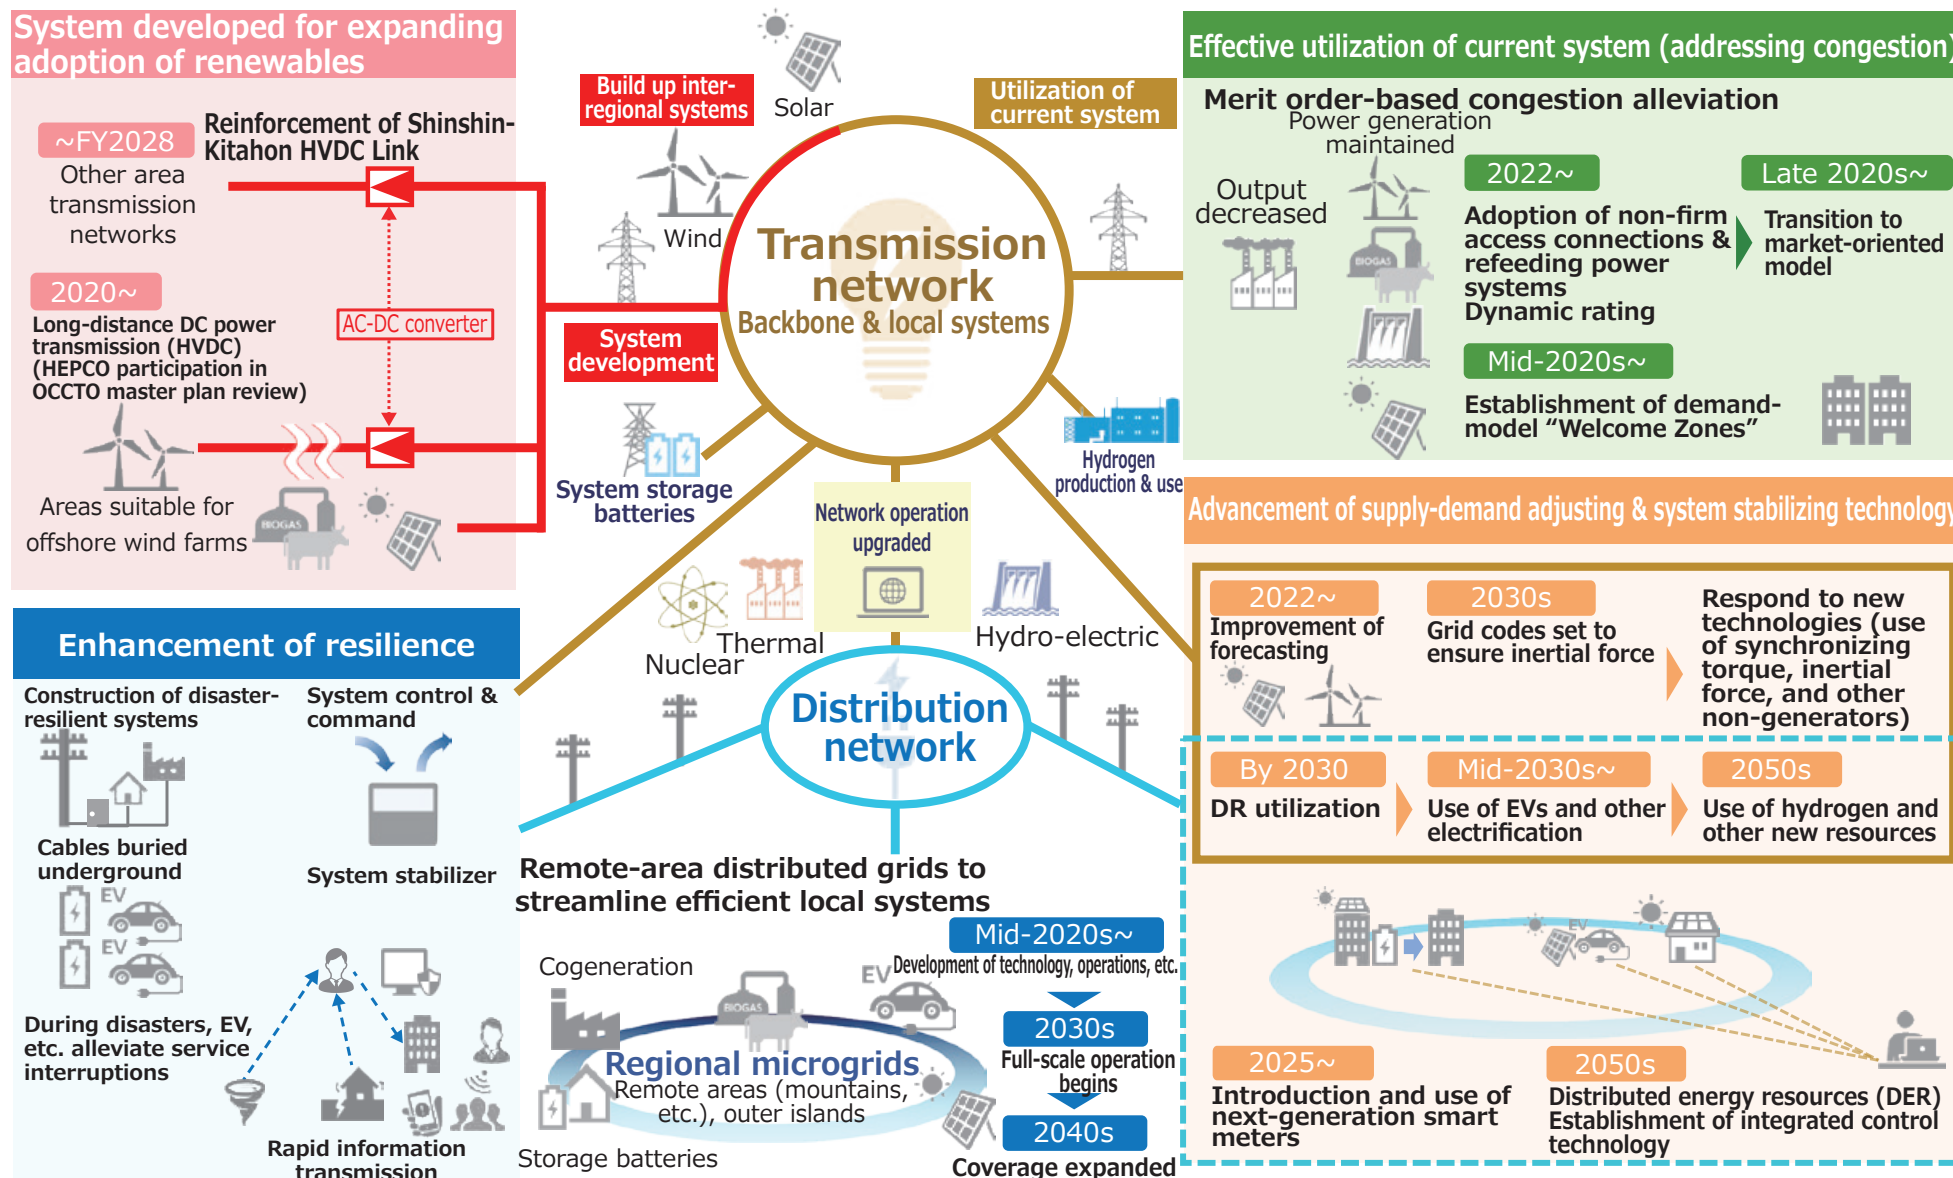 System developed for expanding
adoption of renewables
~FY2028
Reinforcement of Shinshin-
Kitahon HVDC Link
Other area
transmission
networks
2020~
Long-distance DC power
transmission (HVDC)
(HEPCO participation in
OCCTO master plan review)
AC-DC converter
Areas suitable for
offshore wind farms
BIOGAS
Build up inter-
regional systems
Solar
Wind
Utilization of
current system
Transmission
network
Backbone & local systems
System
development
System storage
batteries
Hydrogen
production & use
Network operation
upgraded
Nuclear
Thermal
Hydro-electric
Distribution
network
Effective utilization of current system (addressing congestion)
Merit order-based congestion alleviation
Power generation
maintained
Output
decreased
BIOGAS
2022~
Adoption of non-firm
access connections &
refeeding power
systems
Dynamic rating
Late 2020s~
Transition to
market-oriented
model
Mid-2020s~
Establishment of demand-
model “Welcome Zones”
Enhancement of resilience
Construction of disaster-
resilient systems
System control &
command
Cables buried
underground
System stabilizer
EV
EV
During disasters, EV,
etc. alleviate service
interruptions
Rapid information
transmission
Remote-area distributed grids to
streamline efficient local systems
Cogeneration
BIOGAS
EV
Regional microgrids
Remote areas (mountains,
etc.), outer islands
Storage batteries
Mid-2020s~
Development of technology, operations, etc.
2030s
Full-scale operation
begins
2040s
Coverage expanded
Advancement of supply-demand adjusting & system stabilizing technology
2022~
Improvement of
forecasting
2030s
Grid codes set to
ensure inertial force
Respond to new
technologies (use
of synchronizing
torque, inertial
force, and other
non-generators)
By 2030
DR utilization
Mid-2030s~
Use of EVs and other
electrification
2050s
Use of hydrogen and
other new resources
EV
2025~
Introduction and use of
next-generation smart
meters
2050s
Distributed energy resources (DER)
Establishment of integrated control
technology